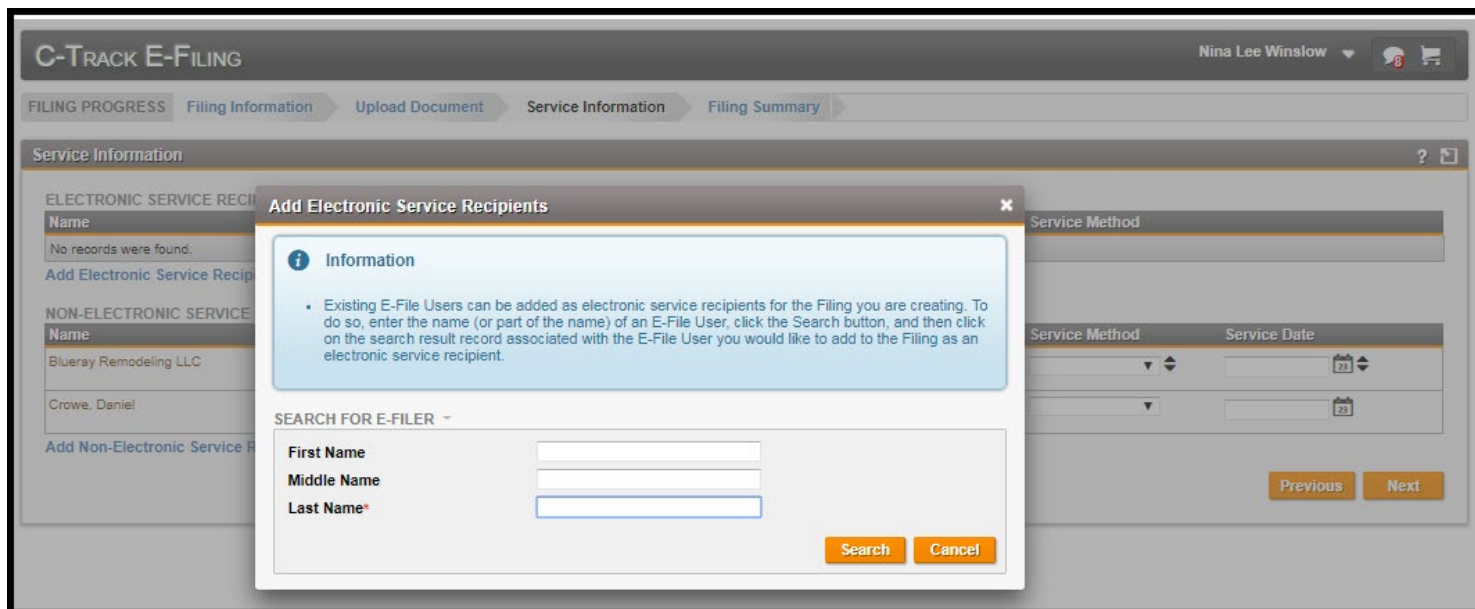 C-TRACK E-FILING
Nina Lee Winslow
8
FILING PROGRESS Filing Information Upload Document Service Information Filing Summary
Service Information
?
ELECTRONIC SERVICE RECI
Name Service Method
No records were found.
Add Electronic Service Recip
NON-ELECTRONIC SERVICE
Name Service Method Service Date
Blueray Remodeling LLC
23
Crowe, Daniel
23
Add Non-Electronic Service R
Previous Next
Add Electronic Service Recipients
Information
• Existing E-File Users can be added as electronic service recipients for the Filing you are creating. To
do so, enter the name (or part of the name) of an E-File User, click the Search button, and then click
on the search result record associated with the E-File User you would like to add to the Filing as an
electronic service recipient.
SEARCH FOR E-FILER
First Name
Middle Name
Last Name*
Search Cancel